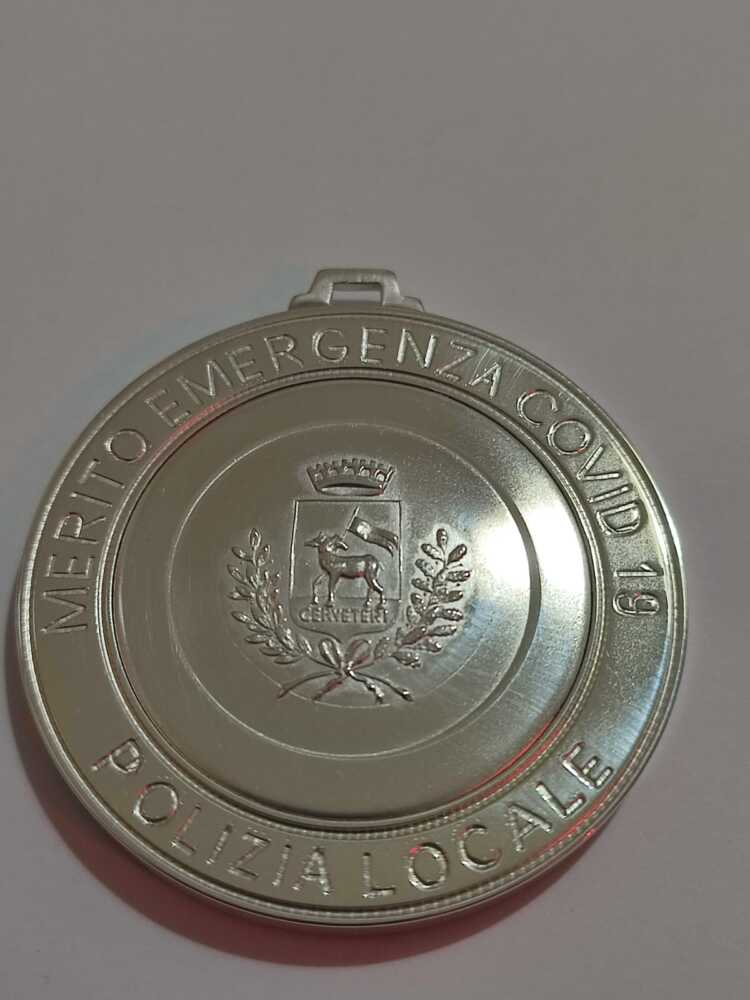 MERITO EMERGENZA COVID 19
CERVETERI
POLIZIA LOCALE